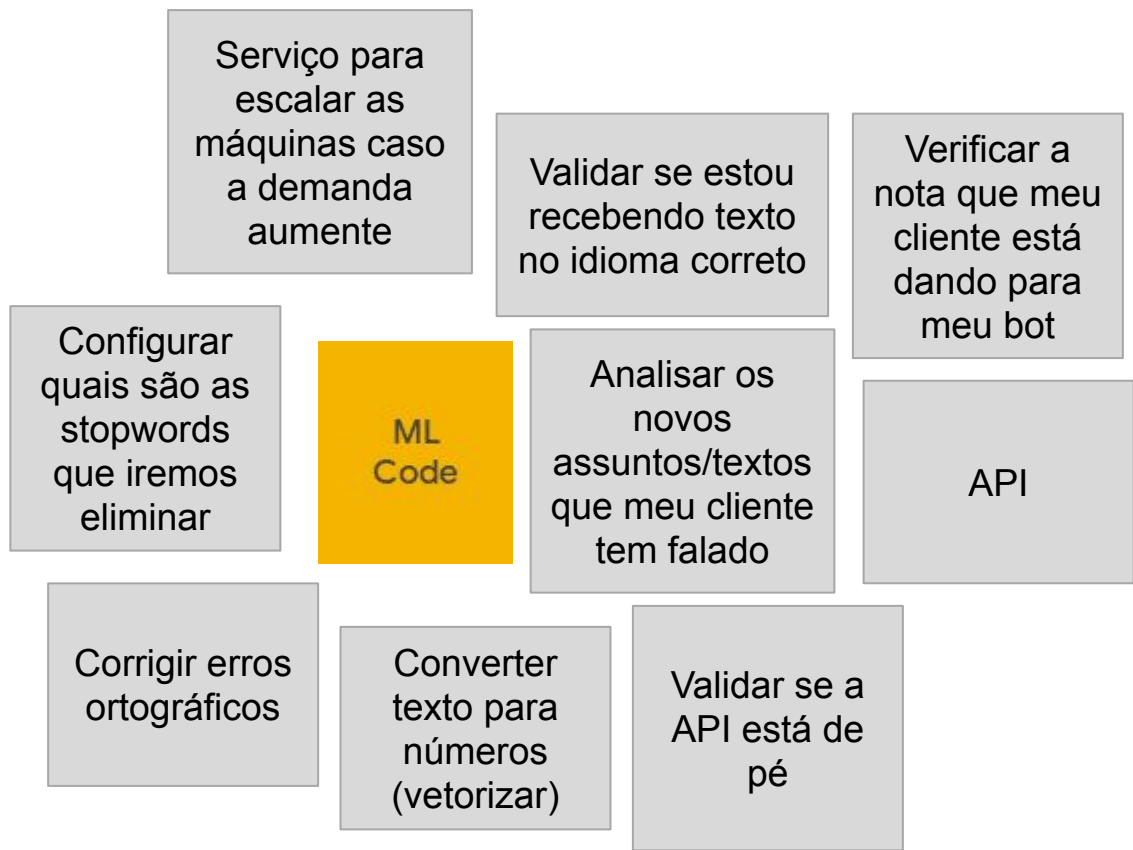 Serviço para
escalar as
máquinas caso
a demanda
aumente
Validar se estou
recebendo texto
no idioma correto
Verificar a
nota que meu
cliente está
dando para
meu bot
Configurar
quais são as
stopwords
que iremos
eliminar
ML
Code
Analisar os
novos
assuntos/textos
que meu cliente
tem falado
API
Corrigir erros
ortográficos
Converter
texto para
números
(vetorizar)
Validar se a
API está de
pé